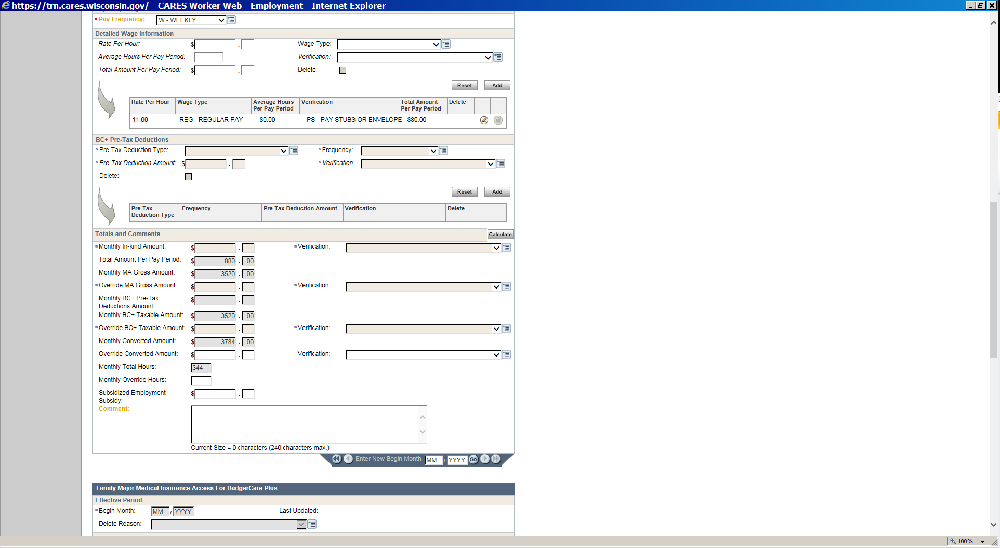 https://trn.cares.wisconsin.gov/ - CARES Worker Web - Employment - Internet Explorer
* Pay Frequency: W - WEEKLY
Detailed Wage Information
Rate Per Hour: $ . Wage Type:
Average Hours Per Pay Period: Verification:
Total Amount Per Pay Period: $ . Delete:
Reset Add
Rate Per Hour Wage Type Average Hours Per Pay Period Verification Total Amount Per Pay Period Delete
11.00 REG - REGULAR PAY 80.00 PS - PAY STUBS OR ENVELOPE 880.00
BC+ Pre-Tax Deductions
Pre-Tax Deduction Type: Frequency:
Pre-Tax Deduction Amount: $ . Verification:
Delete:
Reset Add
Pre-Tax Deduction Type Frequency Pre-Tax Deduction Amount Verification Delete
Totals and Comments Calculate
Monthly In-kind Amount: $ . Verification:
Total Amount Per Pay Period: $ 880 . 00
Monthly MA Gross Amount: $ 3520 . 00
Override MA Gross Amount: $ . Verification:
Monthly BC+ Pre-Tax Deductions Amount: $ .
Monthly BC+ Taxable Amount: $ 3520 . 00
Override BC+ Taxable Amount: $ . Verification:
Monthly Converted Amount: $ 3784 . 00
Override Converted Amount: $ . Verification:
Monthly Total Hours: 344
Monthly Override Hours:
Subsidized Employment Subsidy: $ .
Comment:
Current Size = 0 characters (240 characters max.)
Enter New Begin Month MM / YYYY Go
Family Major Medical Insurance Access For BadgerCare Plus
Effective Period
Begin Month: MM / YYYY Last Updated:
Delete Reason:
100%